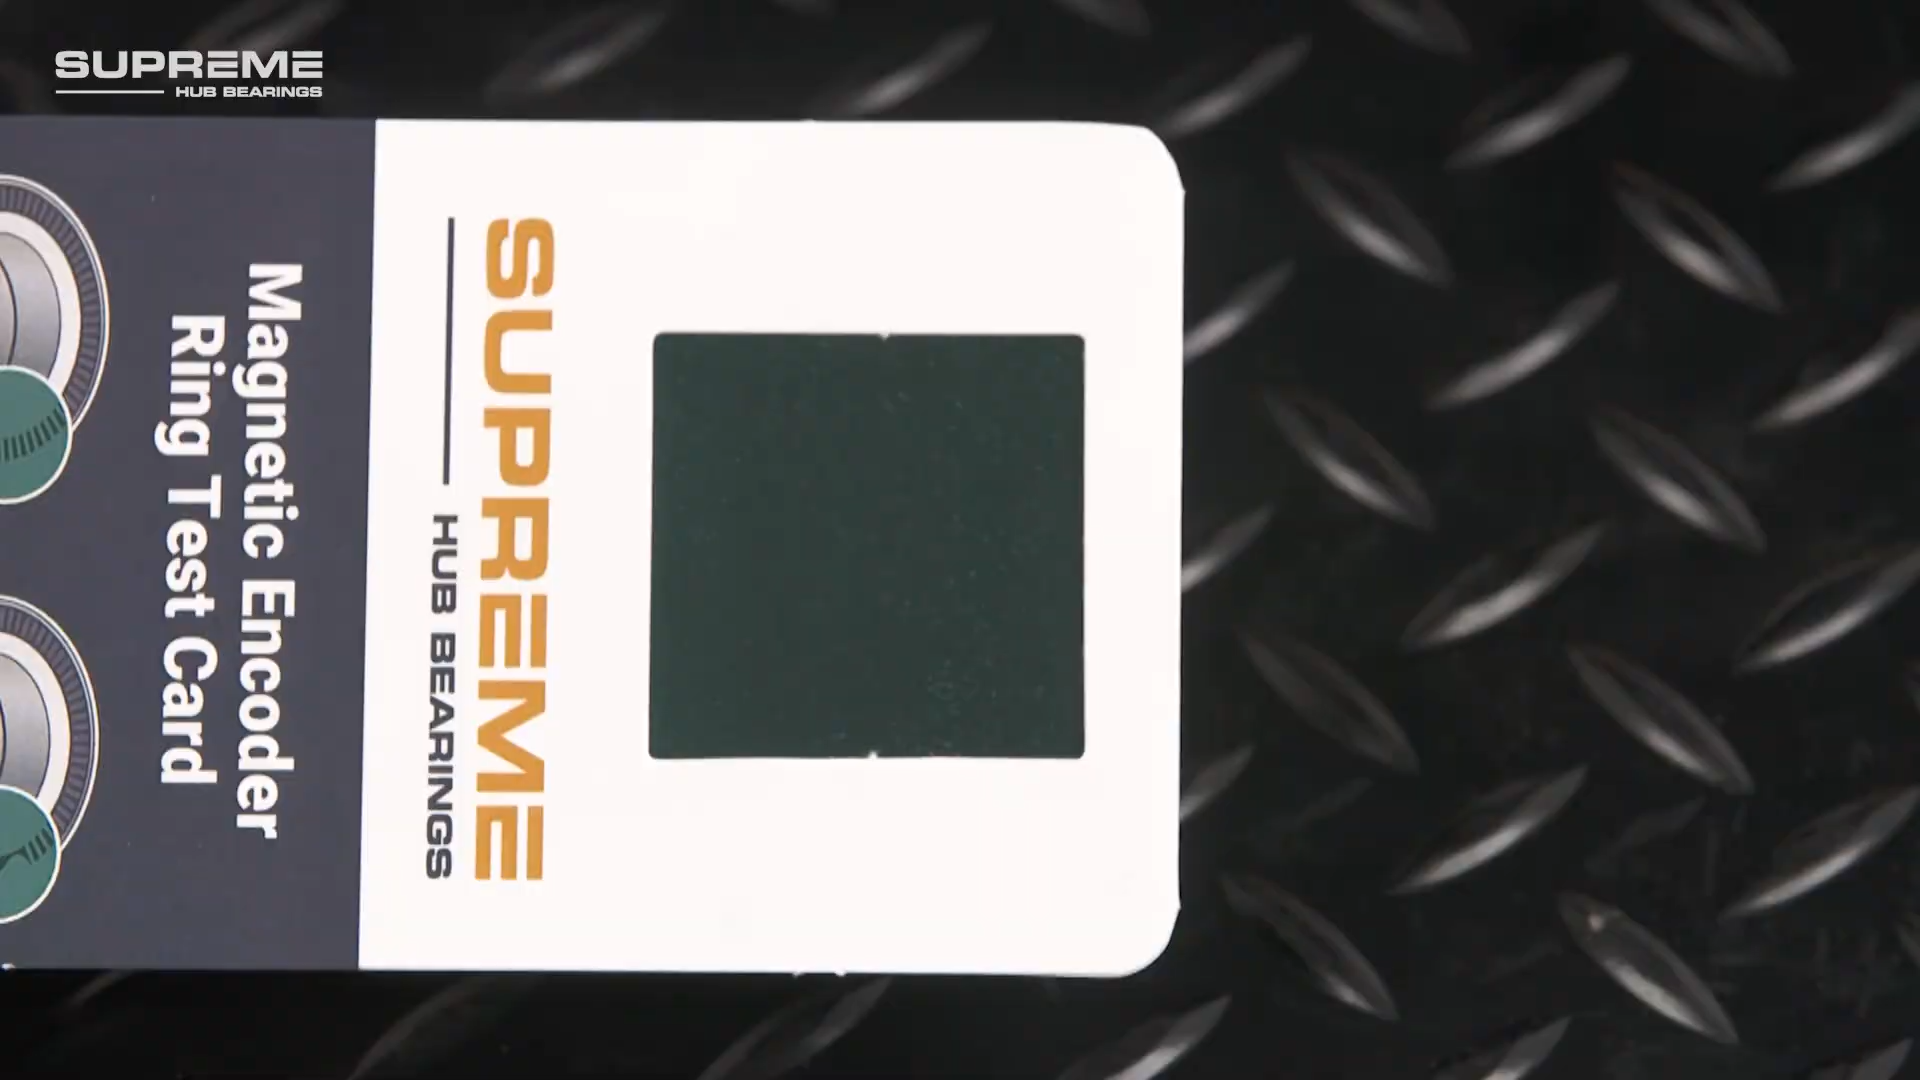 SUPREME
HUB BEARINGS
SUPREME
HUB BEARINGS
Magnetic Encoder
Ring Test Card